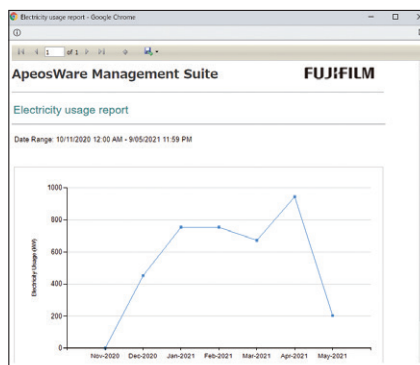 Electricity usage report - Google Chrome
1 of 1
ApeosWare Management Suite
FUJIFILM
Electricity usage report
Date Range: 10/11/2020 12:00 AM - 9/05/2021 11:59 PM
1000
800
600
400
200
0
Electricity Usage (kW)
Nov-2020 Dec-2020 Jan-2021 Feb-2021 Mar-2021 Apr-2021 May-2021